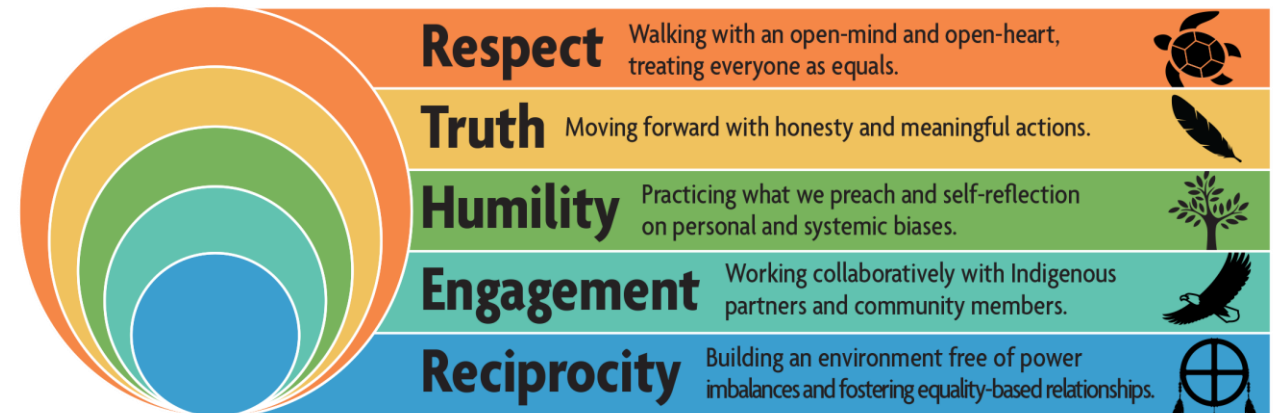 Respect
Walking with an open-mind and open-heart,
treating everyone as equals.
Truth
Moving forward with honesty and meaningful actions.
Humility
Practicing what we preach and self-reflection
on personal and systemic biases.
Engagement
Working collaboratively with Indigenous
partners and community members.
Reciprocity
Building an environment free of power
imbalances and fostering equality-based relationships.